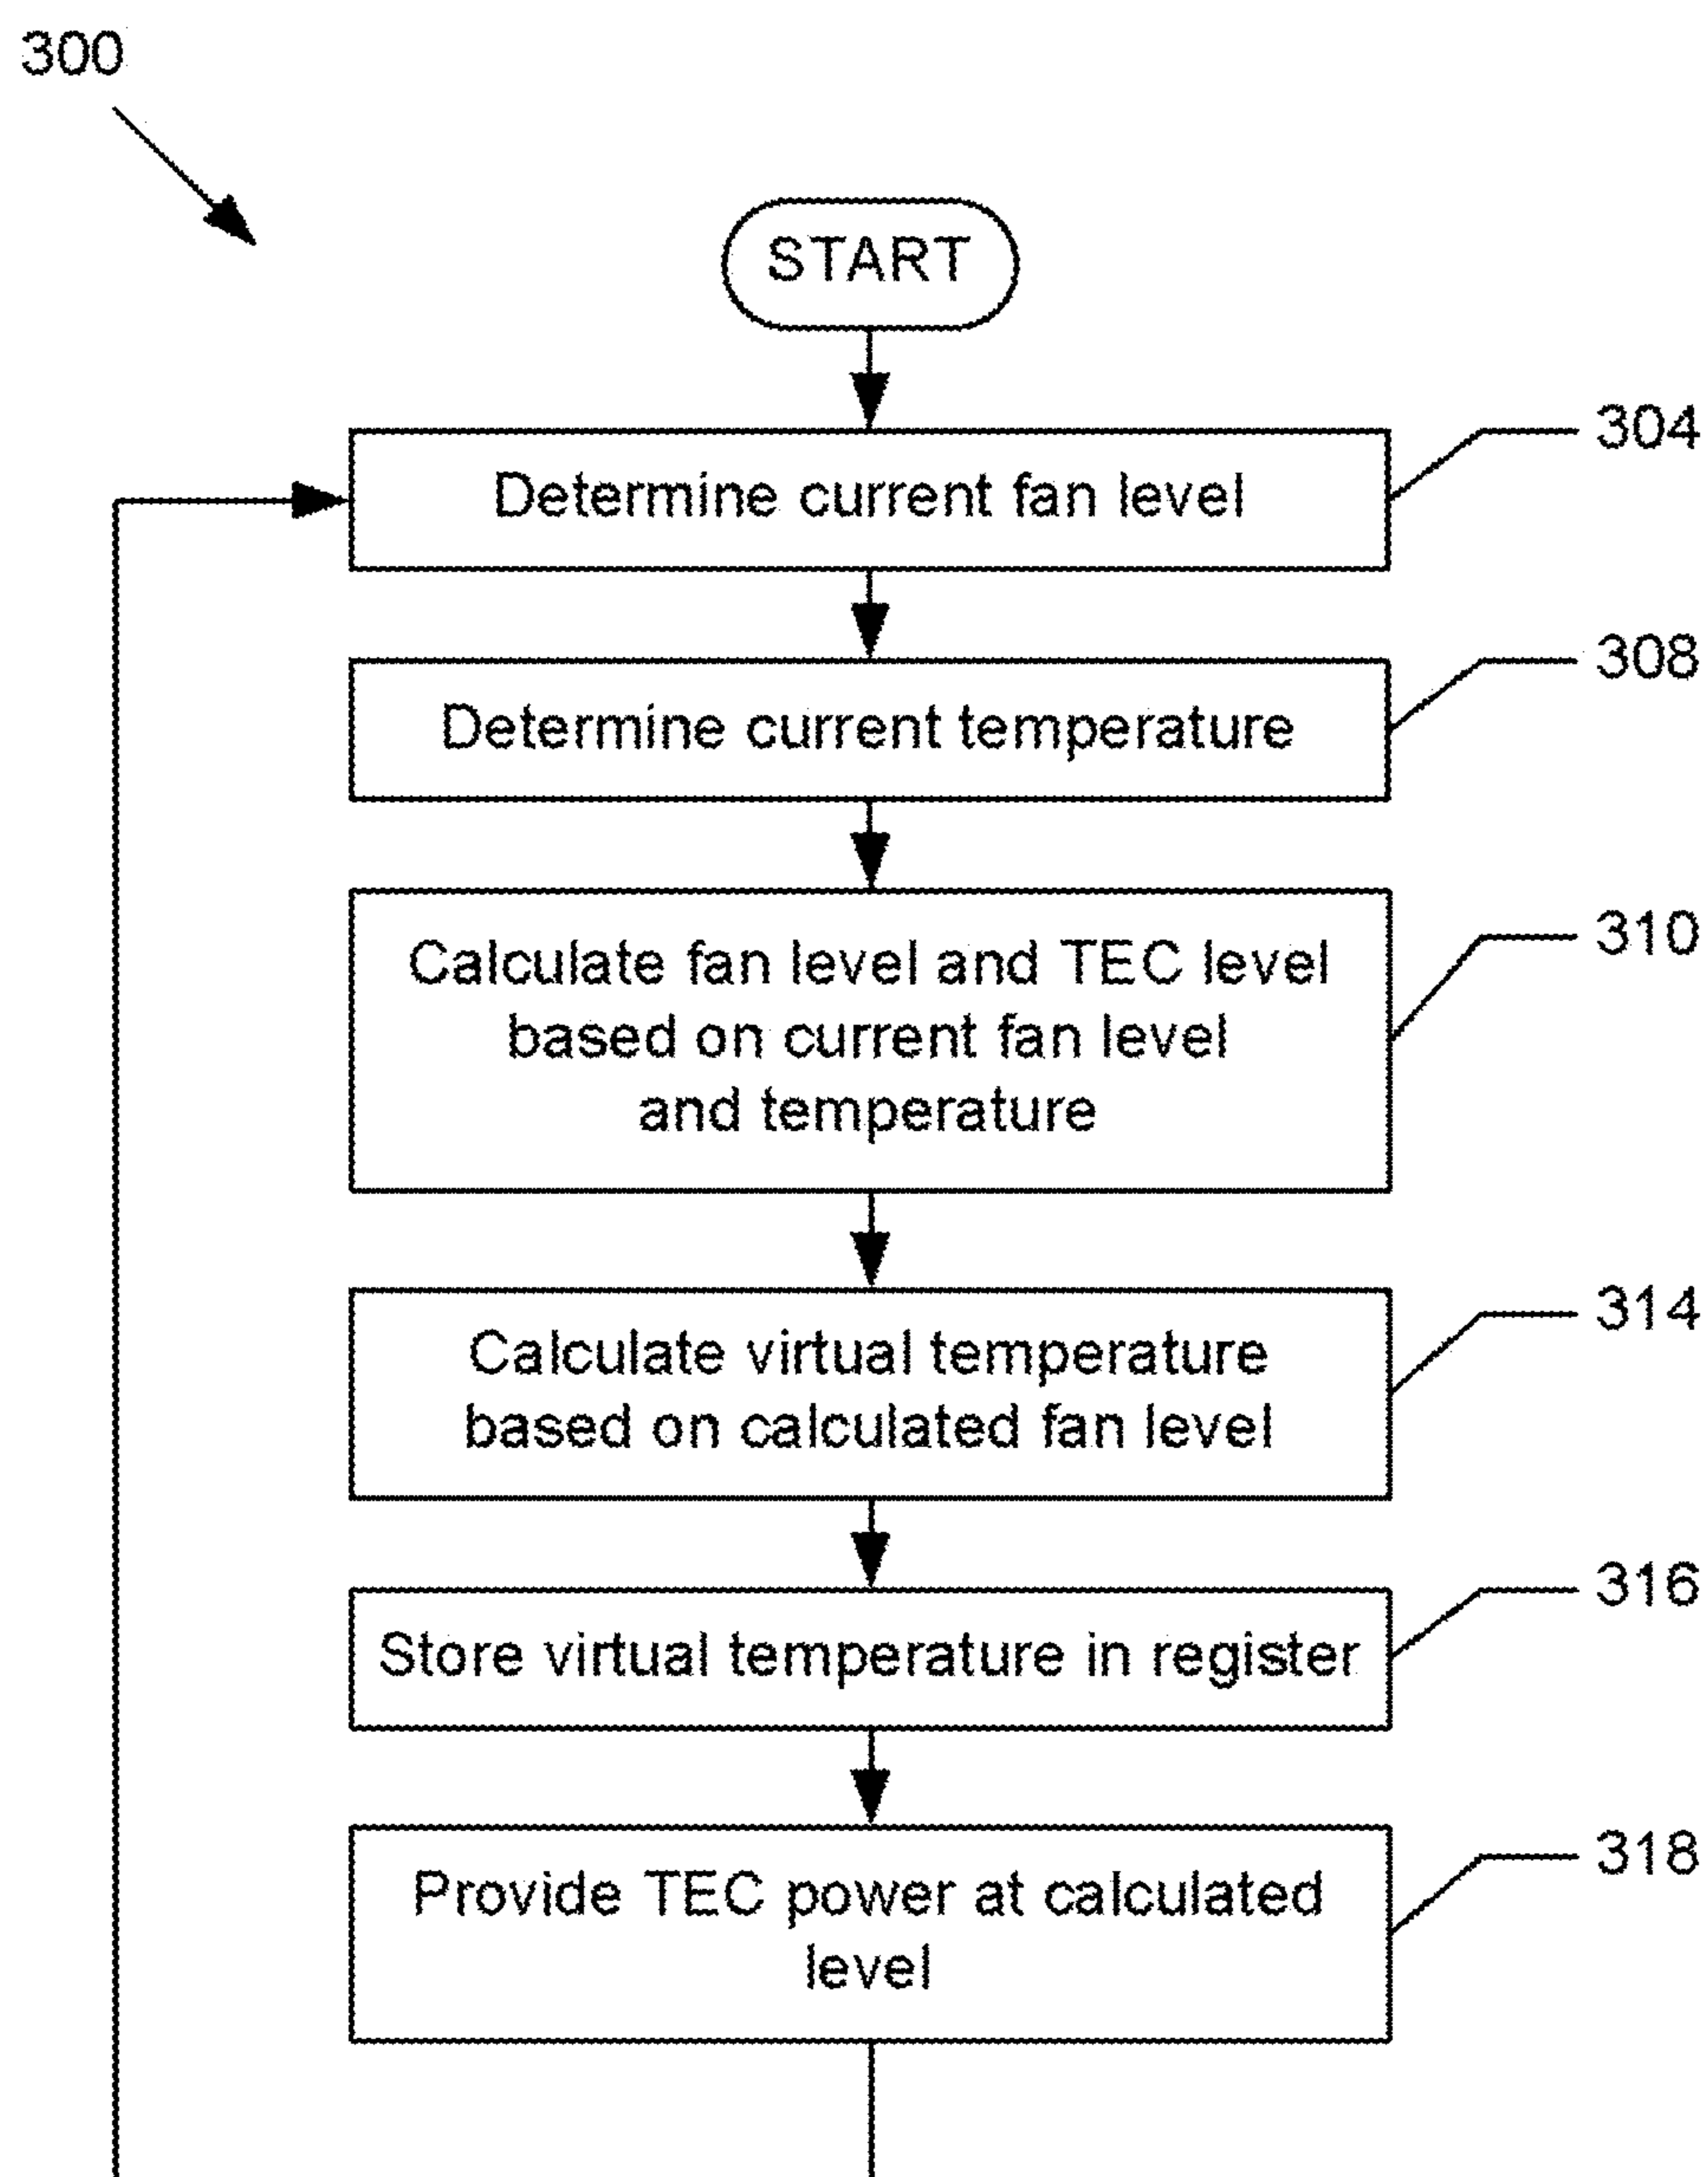 300
START
304
Determine current fan level
308
Determine current temperature
310
Calculate fan level and TEC level
based on current fan level
and temperature
314
Calculate virtual temperature
based on calculated fan level
316
Store virtual temperature in register
318
Provide TEC power at calculated
level